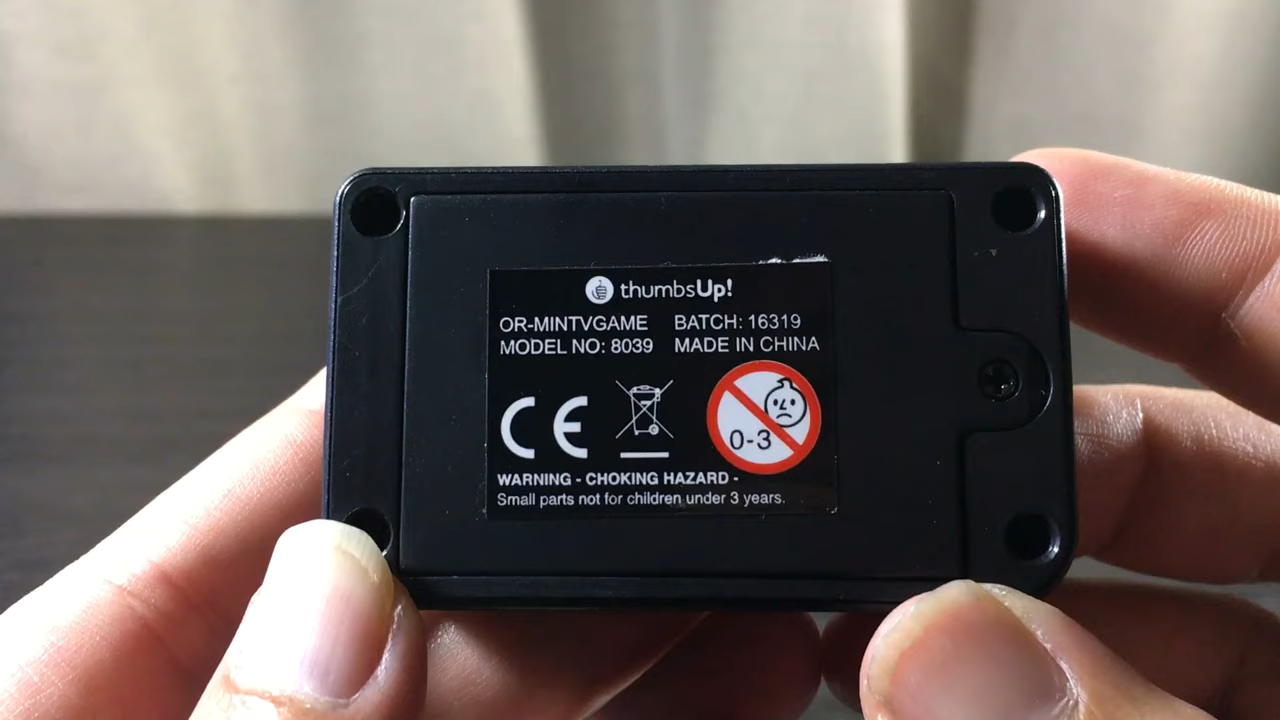 thumbsUp!
OR-MINTVGAME BATCH: 16319
MODEL NO: 8039 MADE IN CHINA
CE
0-3
WARNING - CHOKING HAZARD -
Small parts not for children under 3 years.